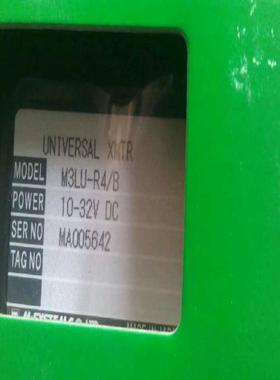 UNIVERSAL XMTR
MODEL M3LU-R4/B
POWER 10-32V DC
SER NO MA005642
TAG NO